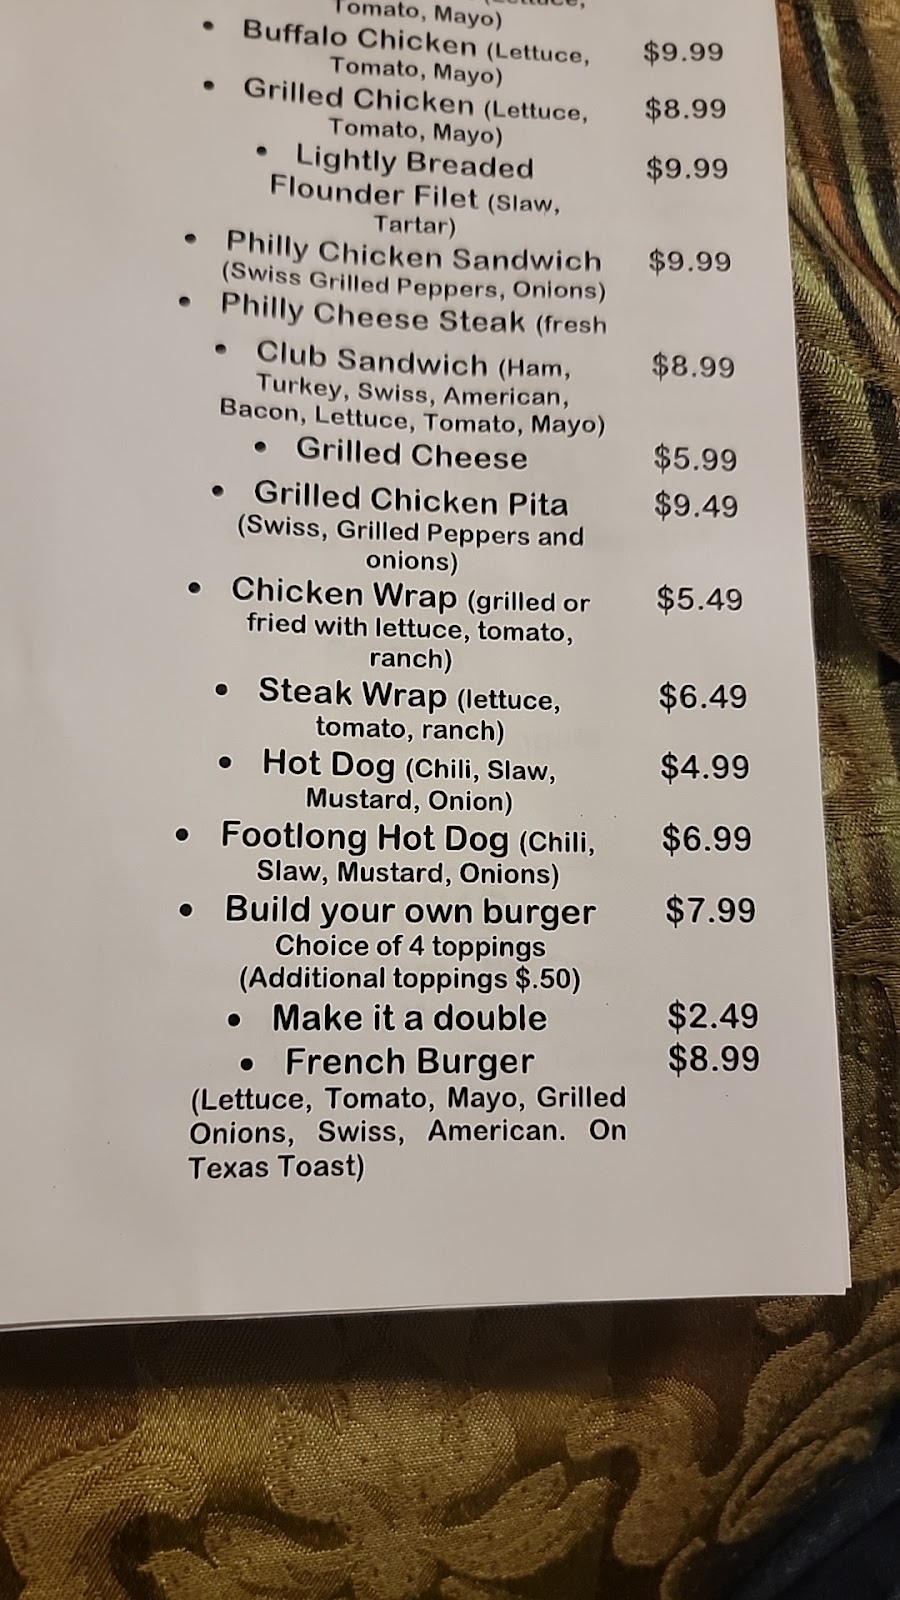 Tomato, Mayo)
• Buffalo Chicken (Lettuce, $9.99
Tomato, Mayo)
• Grilled Chicken (Lettuce, $8.99
Tomato, Mayo)
• Lightly Breaded $9.99
Flounder Filet (Slaw,
Tartar)
• Philly Chicken Sandwich $9.99
(Swiss Grilled Peppers, Onions)
• Philly Cheese Steak (fresh
• Club Sandwich (Ham, $8.99
Turkey, Swiss, American,
Bacon, Lettuce, Tomato, Mayo)
• Grilled Cheese $5.99
• Grilled Chicken Pita $9.49
(Swiss, Grilled Peppers and
onions)
• Chicken Wrap (grilled or $5.49
fried with lettuce, tomato,
ranch)
• Steak Wrap (lettuce, $6.49
tomato, ranch)
• Hot Dog (Chili, Slaw, $4.99
Mustard, Onion)
• Footlong Hot Dog (Chili, $6.99
Slaw, Mustard, Onions)
• Build your own burger $7.99
Choice of 4 toppings
(Additional toppings $.50)
• Make it a double $2.49
• French Burger $8.99
(Lettuce, Tomato, Mayo, Grilled
Onions, Swiss, American. On
Texas Toast)